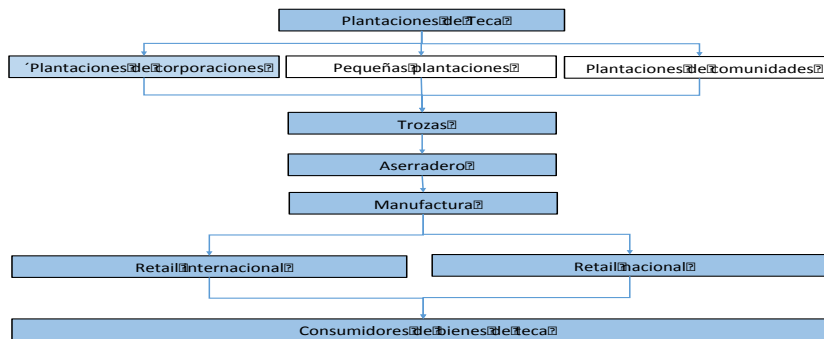 Plantaciones de Teca
´Plantaciones de corporaciones
Pequeñas plantaciones
Plantaciones de comunidades
Trozas
Aserradero
Manufactura
Retail internacional
Retail nacional
Consumidores de bienes de teca